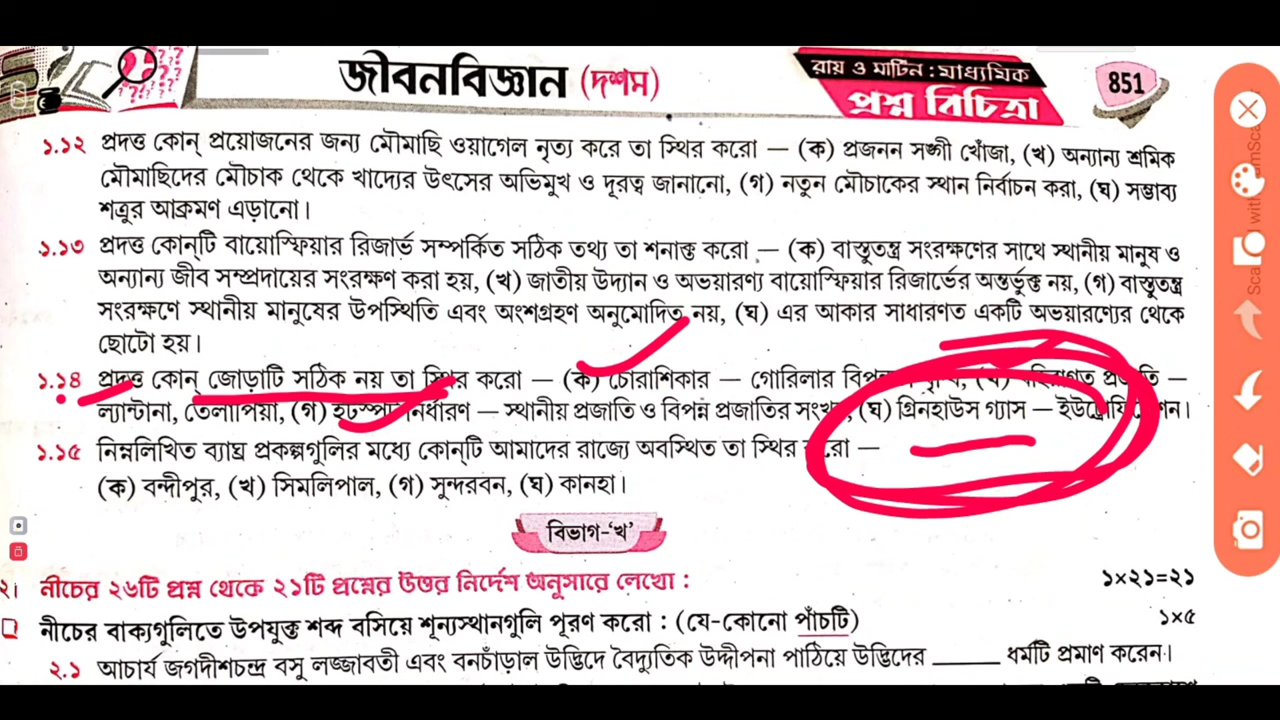 জীবনবিজ্ঞান (দশম)
রায় ও মার্টিন : মাধ্যমিক
প্রশ্ন বিচিত্রা
851
১.১২ প্রদত্ত কোন্ প্রয়োজনের জন্য মৌমাছি ওয়াগেল নৃত্য করে তা স্থির করো — (ক) প্রজনন সঙ্গী খোঁজা, (খ) অন্যান্য শ্রমিক
মৌমাছিদের মৌচাক থেকে খাদ্যের উৎসের অভিমুখ ও দূরত্ব জানানো, (গ) নতুন মৌচাকের স্থান নির্বাচন করা, (ঘ) সম্ভাব্য
শত্রুর আক্রমণ এড়ানো।
১.১৩ প্রদত্ত কোন্‌টি বায়োস্ফিয়ার রিজার্ভ সম্পর্কিত সঠিক তথ্য তা শনাক্ত করো — (ক) বাস্তুতন্ত্র সংরক্ষণের সাথে স্থানীয় মানুষ ও
অন্যান্য জীব সম্প্রদায়ের সংরক্ষণ করা হয়, (খ) জাতীয় উদ্যান ও অভয়ারণ্য বায়োস্ফিয়ার রিজার্ভের অন্তর্ভুক্ত নয়, (গ) বাস্তুতন্ত্র
সংরক্ষণে স্থানীয় মানুষের উপস্থিতি এবং অংশগ্রহণ অনুমোদিত নয়, (ঘ) এর আকার সাধারণত একটি অভয়ারণ্যের থেকে
ছোটো হয়।
১.১৪ প্রদত্ত কোন্ জোড়াটি সঠিক নয় তা স্থির করো — (ক) চোরাশিকার — গোরিলার প্রজাতি —
ল্যান্টানা, তেলাপিয়া, (গ) হটস্পট নির্ধারণ — স্থানীয় প্রজাতি ও বিপন্ন প্রজাতির (ঘ) গ্রিনহাউস গ্যাস — ইউট্রোফিকেশন।
১.১৫ নিম্নলিখিত ব্যাঘ্র প্রকল্পগুলির মধ্যে কোন্‌টি আমাদের রাজ্যে অবস্থিত তা স্থির করো —
(ক) বন্দীপুর, (খ) সিমলিপাল, (গ) সুন্দরবন, (ঘ) কানহা।
বিভাগ-‘খ’
২। নীচের ২৬টি প্রশ্ন থেকে ২১টি প্রশ্নের উত্তর নির্দেশ অনুসারে লেখো : ১×২১=২১
নীচের বাক্যগুলিতে উপযুক্ত শব্দ বসিয়ে শূন্যস্থানগুলি পূরণ করো : (যে-কোনো পাঁচটি) ১×৫
২.১ আচার্য জগদীশচন্দ্র বসু লজ্জাবতী এবং বনচাঁড়াল উদ্ভিদে বৈদ্যুতিক উদ্দীপনা পাঠিয়ে উদ্ভিদের _____ ধর্মটি প্রমাণ করেন।